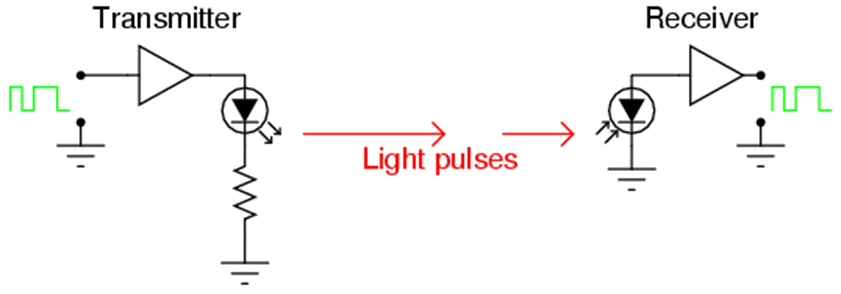 Transmitter
Receiver
Light pulses